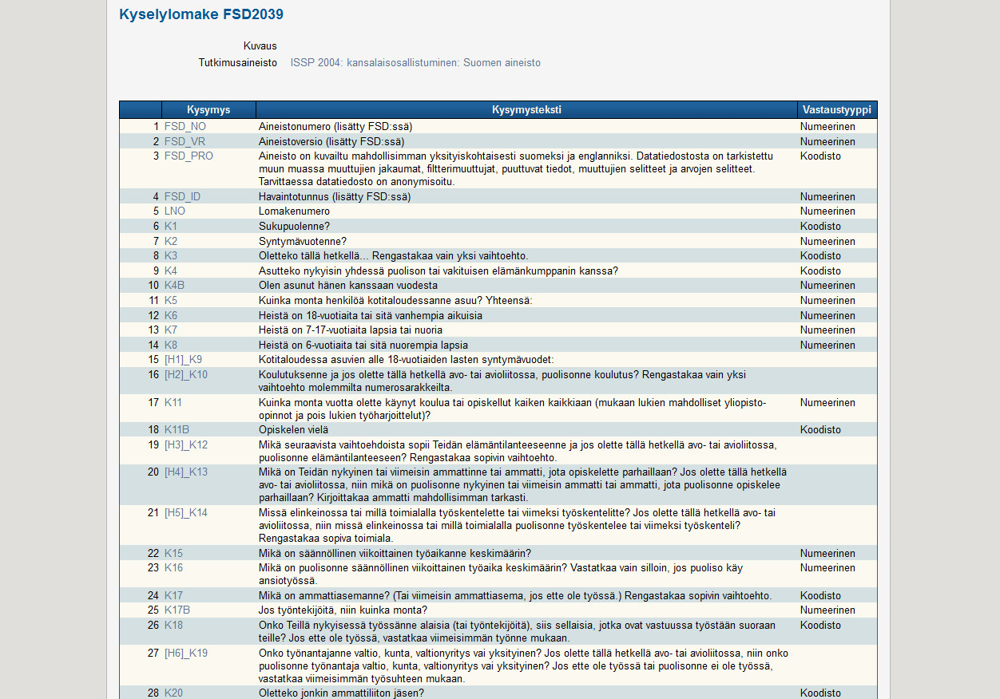 Kyselylomake FSD2039
Kuvaus
Tutkimusaineisto ISSP 2004: kansalaisosallistuminen: Suomen aineisto
Kysymys Kysymysteksti Vastaustyyppi
1 FSD_NO Aineistonumero (lisätty FSD:ssä) Numeerinen
2 FSD_VR Aineistoversio (lisätty FSD:ssä) Numeerinen
3 FSD_PRO Aineisto on kuvailtu mahdollisimman yksityiskohtaisesti suomeksi ja englanniksi. Datatiedostosta on tarkistettu Koodisto
muun muassa muuttujien jakaumat, filtterimuuttujat, puuttuvat tiedot, muuttujien selitteet ja arvojen selitteet.
Tarvittaessa datatiedosto on anonymisoitu.
4 FSD_ID Havaintotunnus (lisätty FSD:ssä) Numeerinen
5 LNO Lomakenumero Numeerinen
6 K1 Sukupuolenne? Koodisto
7 K2 Syntymävuotenne? Numeerinen
8 K3 Oletteko tällä hetkellä... Rengastakaa vain yksi vaihtoehto. Koodisto
9 K4 Asutteko nykyisin yhdessä puolison tai vakituisen elämänkumppanin kanssa? Koodisto
10 K4B Olen asunut hänen kanssaan vuodesta Numeerinen
11 K5 Kuinka monta henkilöä kotitaloudessanne asuu? Yhteensä: Numeerinen
12 K6 Heistä on 18-vuotiaita tai sitä vanhempia aikuisia Numeerinen
13 K7 Heistä on 7-17-vuotiaita lapsia tai nuoria Numeerinen
14 K8 Heistä on 6-vuotiaita tai sitä nuorempia lapsia Numeerinen
15 [H1]_K9 Kotitaloudessa asuvien alle 18-vuotiaiden lasten syntymävuodet:
16 [H2]_K10 Koulutuksenne ja jos olette tällä hetkellä avo- tai avioliitossa, puolisonne koulutus? Rengastakaa vain yksi
vaihtoehto molemmilta numerosarakkeilta.
17 K11 Kuinka monta vuotta olette käynyt koulua tai opiskellut kaiken kaikkiaan (mukaan lukien mahdolliset yliopisto- Numeerinen
opinnot ja pois lukien työharjoittelut)?
18 K11B Opiskelen vielä Koodisto
19 [H3]_K12 Mikä seuraavista vaihtoehdoista sopii Teidän elämäntilanteeseenne ja jos olette tällä hetkellä avo- tai avioliitossa,
puolisonne elämäntilanteeseen? Rengastakaa sopivin vaihtoehto.
20 [H4]_K13 Mikä on Teidän nykyinen tai viimeisin ammattinne tai ammatti, jota opiskelette parhaillaan? Jos olette tällä hetkellä
avo- tai avioliitossa, niin mikä on puolisonne nykyinen tai viimeisin ammatti tai ammatti, jota puolisonne opiskelee
parhaillaan? Kirjoittakaa ammatti mahdollisimman tarkasti.
21 [H5]_K14 Missä elinkeinossa tai millä toimialalla työskentelette tai viimeksi työskentelitte? Jos olette tällä hetkellä avo- tai
avioliitossa, niin missä elinkeinossa tai millä toimialalla puolisonne työskentelee tai viimeksi työskenteli?
Rengastakaa sopiva toimiala.
22 K15 Mikä on säännöllinen viikoittainen työaikanne keskimäärin? Numeerinen
23 K16 Mikä on puolisonne säännöllinen viikoittainen työaika keskimäärin? Vastatkaa vain silloin, jos puoliso käy Numeerinen
ansiotyössä.
24 K17 Mikä on ammattiasemanne? (Tai viimeisin ammattiasema, jos ette ole työssä.) Rengastakaa sopivin vaihtoehto. Koodisto
25 K17B Jos työntekijöitä, niin kuinka monta? Numeerinen
26 K18 Onko Teillä nykyisessä työssänne alaisia (tai työntekijöitä), siis sellaisia, jotka ovat vastuussa työstään suoraan Koodisto
teille? Jos ette ole työssä, vastatkaa viimeisimmän työnne mukaan.
27 [H6]_K19 Onko työnantajanne valtio, kunta, valtionyritys vai yksityinen? Jos olette tällä hetkellä avo- tai avioliitossa, niin onko
puolisonne työnantaja valtio, kunta, valtionyritys vai yksityinen? Jos ette ole työssä tai puolisonne ei ole työssä,
vastatkaa viimeisimmän työsuhteen mukaan.
28 K20 Oletteko jonkin ammattiliiton jäsen? Koodisto